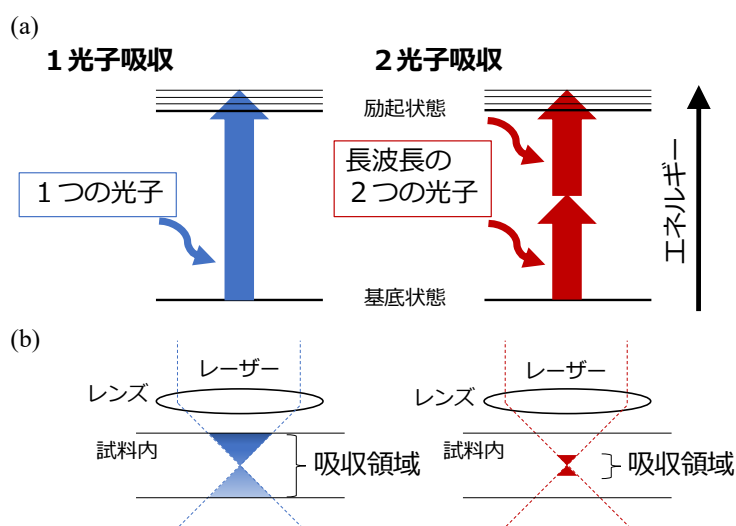 (a)
１光子吸収
２光子吸収
励起状態
長波長の
２つの光子
１つの光子
エネルギー
基底状態
(b)
レーザー
レンズ
試料内
吸収領域
レーザー
レンズ
試料内
吸収領域